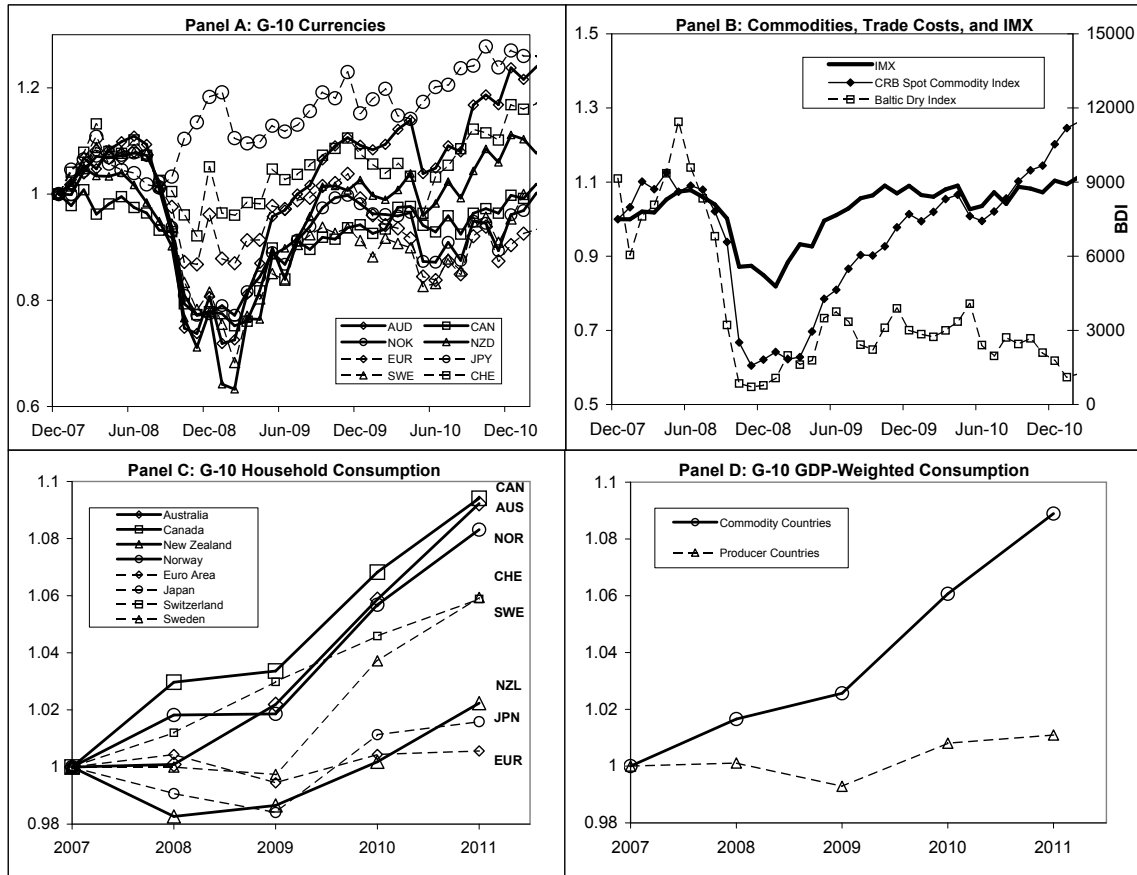 Panel A: G-10 Currencies
1.2
1
0.8
0.6
AUD CAN
NOK NZD
EUR JPY
SWE CHE
Dec-07 Jun-08 Dec-08 Jun-09 Dec-09 Jun-10 Dec-10
Panel B: Commodities, Trade Costs, and IMX
1.5 15000
1.3 12000
1.1 9000
0.9 6000
0.7 3000
0.5 0
BDI
IMX
CRB Spot Commodity Index
Baltic Dry Index
Dec-07 Jun-08 Dec-08 Jun-09 Dec-09 Jun-10 Dec-10
Panel C: G-10 Household Consumption
1.1
1.08
1.06
1.04
1.02
1
0.98
Australia
Canada
New Zealand
Norway
Euro Area
Japan
Switzerland
Sweden
CAN
AUS
NOR
CHE
SWE
NZL
JPN
EUR
2007 2008 2009 2010 2011
Panel D: G-10 GDP-Weighted Consumption
1.1
1.08
1.06
1.04
1.02
1
0.98
Commodity Countries
Producer Countries
2007 2008 2009 2010 2011